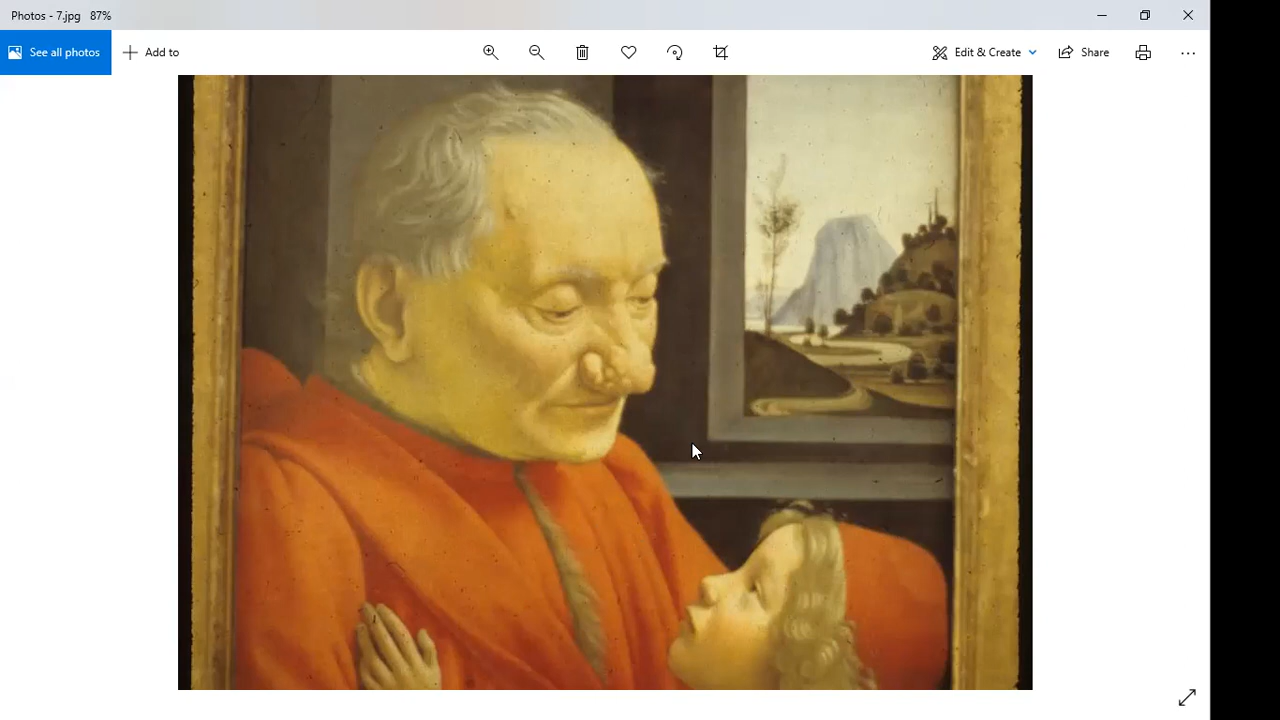 Photos - 7.jpg 87%
See all photos
Add to
Edit & Create
Share